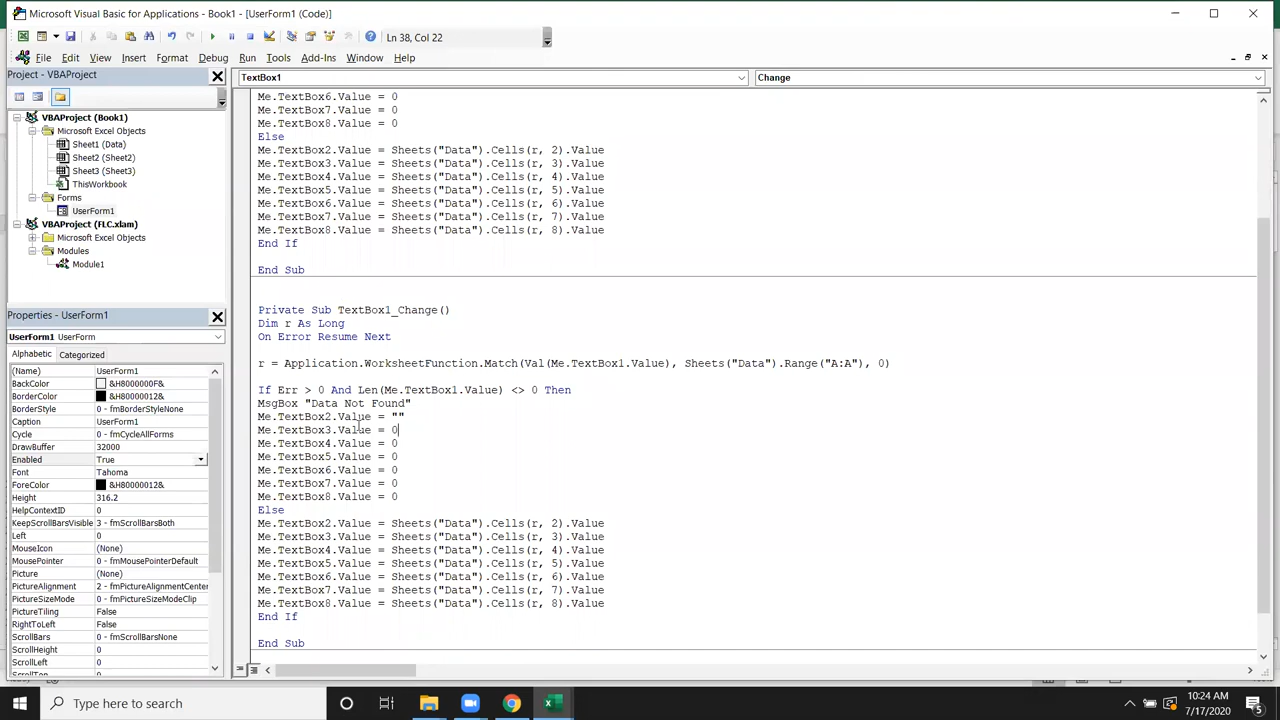 Microsoft Visual Basic for Applications - Book1 - [UserForm1 (Code)]
Ln 38, Col 22
File Edit View Insert Format Debug Run Tools Add-Ins Window Help
Project - VBAProject
VBAProject (Book1)
Microsoft Excel Objects
Sheet1 (Data)
Sheet2 (Sheet2)
Sheet3 (Sheet3)
ThisWorkbook
Forms
UserForm1
VBAProject (FLC.xlam)
Microsoft Excel Objects
Modules
Module1
Properties - UserForm1
UserForm1 UserForm
Alphabetic Categorized
(Name) UserForm1
BackColor &H8000000F&
BorderColor &H80000012&
BorderStyle 0 - fmBorderStyleNone
Caption UserForm1
Cycle 0 - fmCycleAllForms
DrawBuffer 32000
Enabled True
Font Tahoma
ForeColor &H80000012&
Height 316.2
HelpContextID 0
KeepScrollBarsVisible 3 - fmScrollBarsBoth
Left 0
MouseIcon (None)
MousePointer 0 - fmMousePointerDefault
Picture (None)
PictureAlignment 2 - fmPictureAlignmentCenter
PictureSizeMode 0 - fmPictureSizeModeClip
PictureTiling False
RightToLeft False
ScrollBars 0 - fmScrollBarsNone
ScrollHeight 0
ScrollLeft 0
ScrollTop 0
TextBox1 Change
Me.TextBox6.Value = 0
Me.TextBox7.Value = 0
Me.TextBox8.Value = 0
Else
Me.TextBox2.Value = Sheets("Data").Cells(r, 2).Value
Me.TextBox3.Value = Sheets("Data").Cells(r, 3).Value
Me.TextBox4.Value = Sheets("Data").Cells(r, 4).Value
Me.TextBox5.Value = Sheets("Data").Cells(r, 5).Value
Me.TextBox6.Value = Sheets("Data").Cells(r, 6).Value
Me.TextBox7.Value = Sheets("Data").Cells(r, 7).Value
Me.TextBox8.Value = Sheets("Data").Cells(r, 8).Value
End If
End Sub
Private Sub TextBox1_Change()
Dim r As Long
On Error Resume Next
r = Application.WorksheetFunction.Match(Val(Me.TextBox1.Value), Sheets("Data").Range("A:A"), 0)
If Err > 0 And Len(Me.TextBox1.Value) <> 0 Then
MsgBox "Data Not Found"
Me.TextBox2.Value = ""
Me.TextBox3.Value = 0
Me.TextBox4.Value = 0
Me.TextBox5.Value = 0
Me.TextBox6.Value = 0
Me.TextBox7.Value = 0
Me.TextBox8.Value = 0
Else
Me.TextBox2.Value = Sheets("Data").Cells(r, 2).Value
Me.TextBox3.Value = Sheets("Data").Cells(r, 3).Value
Me.TextBox4.Value = Sheets("Data").Cells(r, 4).Value
Me.TextBox5.Value = Sheets("Data").Cells(r, 5).Value
Me.TextBox6.Value = Sheets("Data").Cells(r, 6).Value
Me.TextBox7.Value = Sheets("Data").Cells(r, 7).Value
Me.TextBox8.Value = Sheets("Data").Cells(r, 8).Value
End If
End Sub
Type here to search
10:24 AM
7/17/2020
5